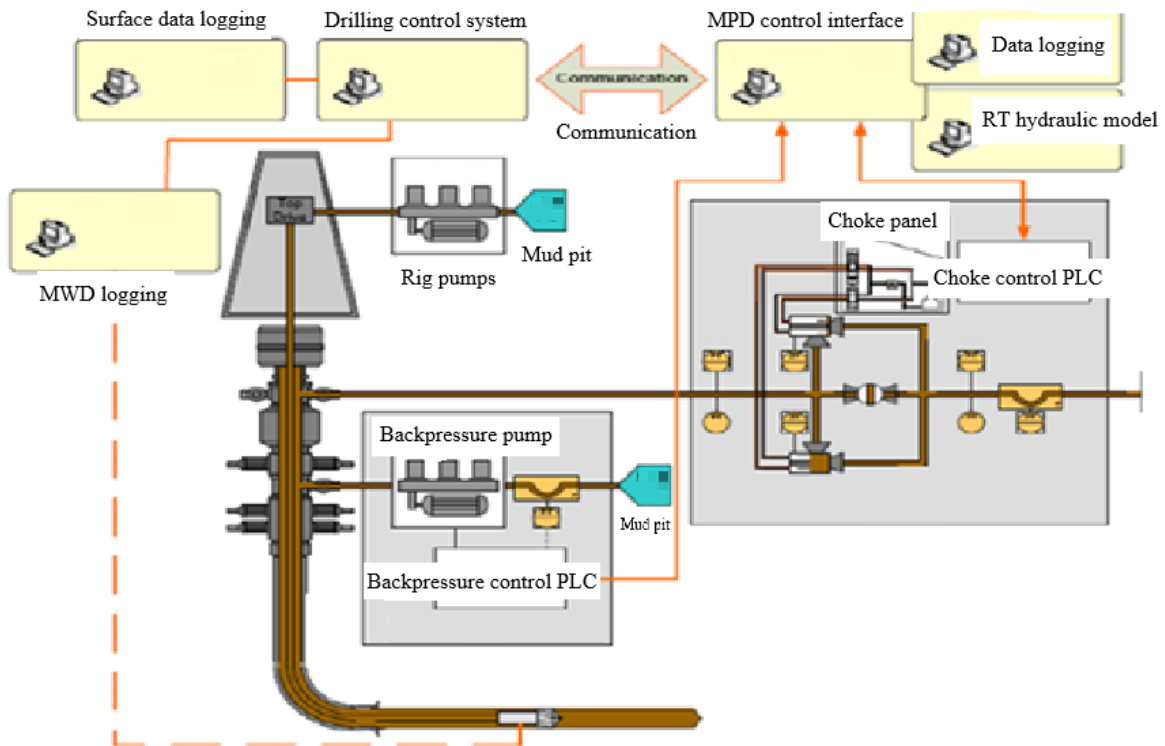 Surface data logging
Drilling control system
MPD control interface
Data logging
Communication
Communication
RT hydraulic model
Top
Drive
Mud pit
Rig pumps
MWD logging
Choke panel
Choke control PLC
Backpressure pump
Mud pit
Backpressure control PLC